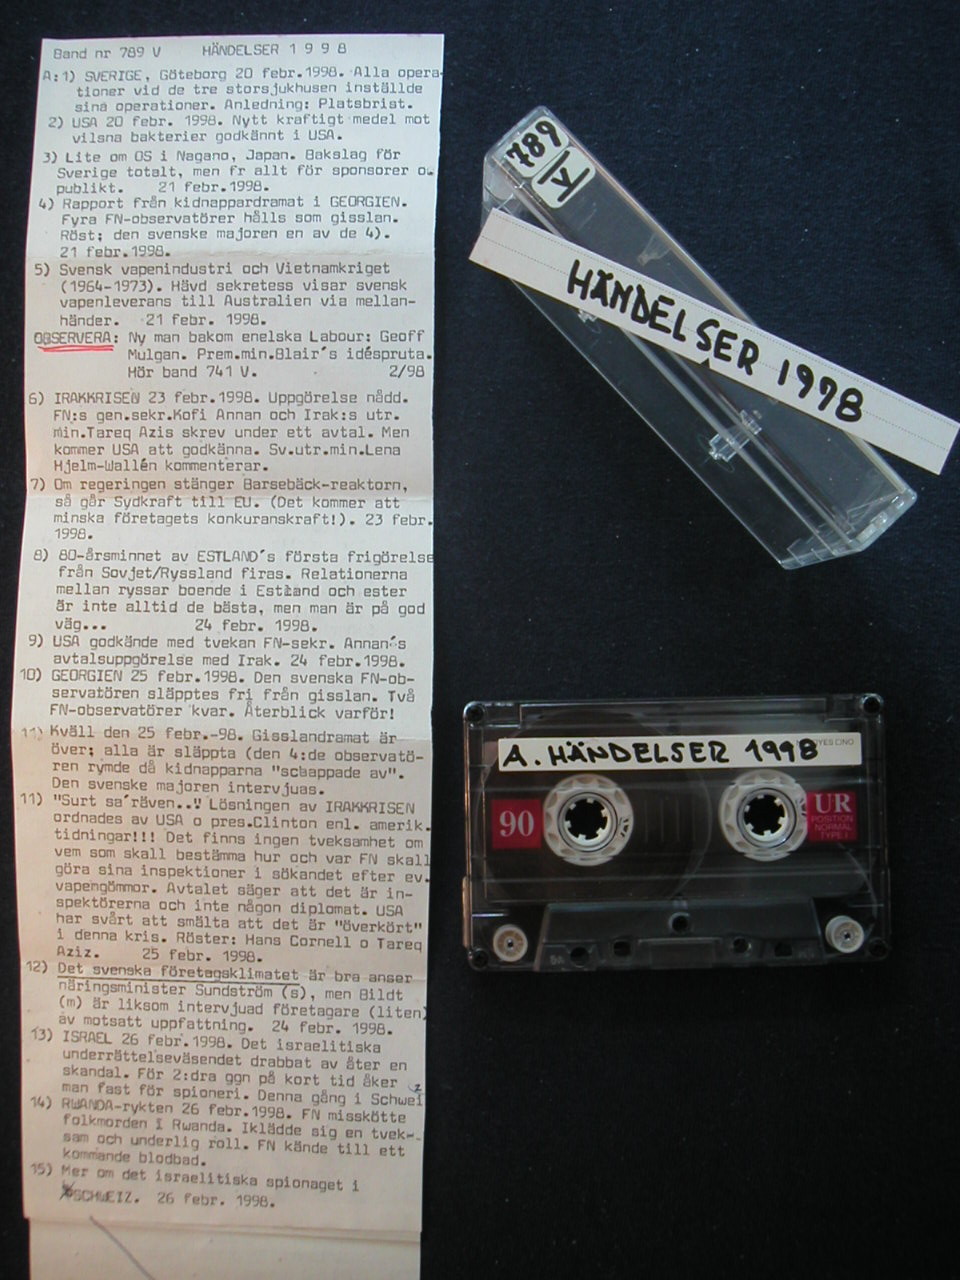 Band nr 789 V HÄNDELSER 1 9 9 8
A:1) SVERIGE, Göteborg 20 febr.1998. Alla opera-
tioner vid de tre storsjukhusen inställde
sina operationer. Anledning: Platsbrist.
2) USA 20 febr. 1998. Nytt kraftigt medel mot
vilsna bakterier godkännt i USA.
3) Lite om OS i Nagano, Japan. Bakslag för
Sverige totalt, men fr allt för sponsorer o.
publikt. 21 febr.1998.
4) Rapport från kidnappardramat i GEORGIEN.
Fyra FN-observatörer hålls som gisslan.
Röst; den svenske majoren en av de 4).
21 febr.1998.
5) Svensk vapenindustri och Vietnamkriget
(1964-1973). Hävd sekretess visar svensk
vapenleverans till Australien via mellan-
händer. 21 febr. 1998.
OBSERVERA: Ny man bakom enelska Labour: Geoff
Mulgan. Prem.min.Blair's idéspruta.
Hör band 741 V. 2/98
6) IRAKKRISEN 23 febr.1998. Uppgörelse nådd.
FN:s gen.sekr.Kofi Annan och Irak:s utr.
min.Tareq Azis skrev under ett avtal. Men
kommer USA att godkänna. Sv.utr.min.Lena
Hjelm-Wallén kommenterar.
7) Om regeringen stänger Barsebäck-reaktorn,
så går Sydkraft till EU. (Det kommer att
minska företagets konkuranskraft!). 23 febr.
1998.
8) 80-årsminnet av ESTLAND's första frigörelse
från Sovjet/Ryssland firas. Relationerna
mellan ryssar boende i Estland och ester
är inte alltid de bästa, men man är på god
väg... 24 febr. 1998.
9) USA godkände med tvekan FN-sekr. Annan's
avtalsuppgörelse med Irak. 24 febr.1998.
10) GEORGIEN 25 febr.1998. Den svenska FN-ob-
servatören släpptes fri från gisslan. Två
FN-observatörer kvar. Återblick varför!
11) Kväll den 25 febr.-98. Gisslandramat är
över; alla är släppta (den 4:de observatö-
ren rymde då kidnapparna "schappade av".
Den svenske majoren intervjuas.
11) "Surt sa'räven.." Lösningen av IRAKKRISEN
ordnades av USA o pres.Clinton enl. amerik.
tidningar!!! Det finns ingen tveksamhet om
vem som skall bestämma hur och var FN skall
göra sina inspektioner i sökandet efter ev.
vapengömmor. Avtalet säger att det är in-
spektörerna och inte någon diplomat. USA
har svårt att smälta att det är "överkört"
i denna kris. Röster: Hans Cornell o Tareq
Aziz. 25 febr. 1998.
12) Det svenska företagsklimatet är bra anser
näringsminister Sundström (s), men Bildt
(m) är liksom intervjuad företagare (liten)
av motsatt uppfattning. 24 febr. 1998.
13) ISRAEL 26 febr.1998. Det israelitiska
underrättelseväsendet drabbat av åter en
skandal. För 2:dra ggn på kort tid åker
man fast för spioneri. Denna gång i Schweiz
14) RWANDA-rykten 26 febr.1998. FN misskötte
folkmorden i Rwanda. Iklädde sig en tvek-
sam och underlig roll. FN kände till ett
kommande blodbad.
15) Mer om det israelitiska spionaget i
SCHWEIZ. 26 febr. 1998.
789
V
HÄNDELSER 1998
A. HÄNDELSER 1998
90
UR
POSITION
NORMAL
TYPE I